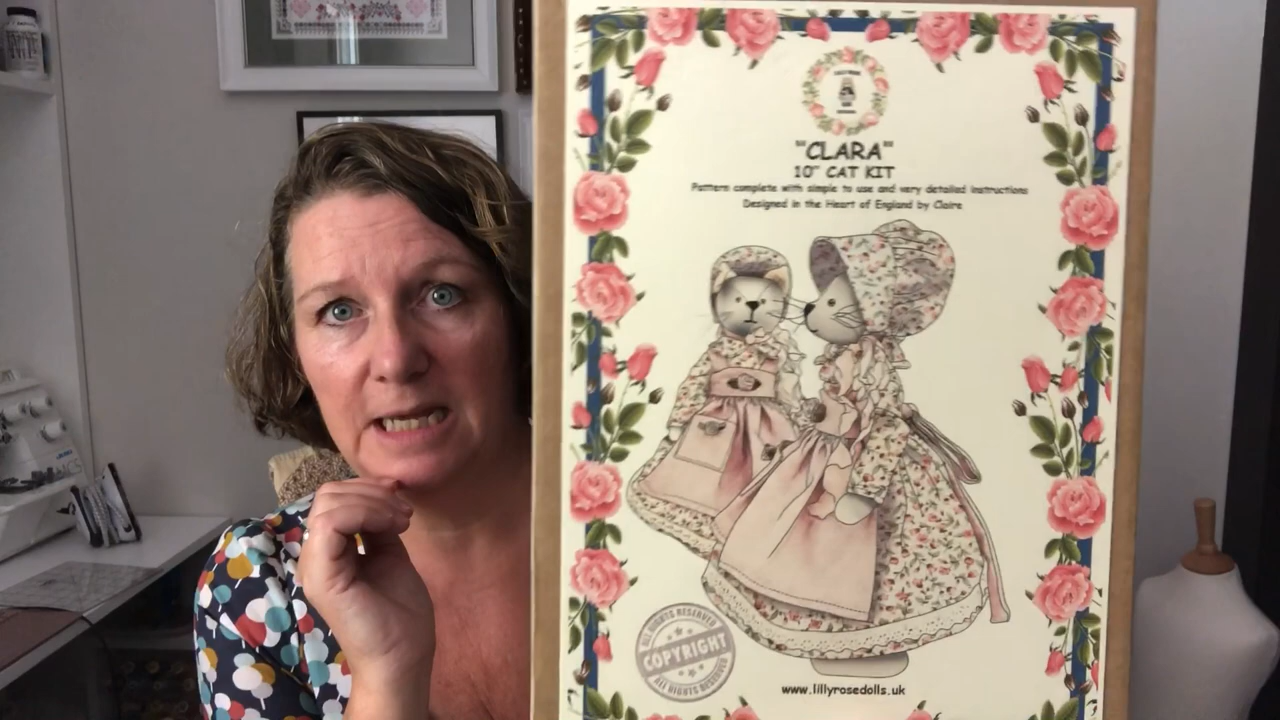 "CLARA"
10" CAT KIT
Pattern complete with simple to use and very detailed instructions
Designed in the Heart of England by Claire
ALL RIGHTS RESERVED
COPYRIGHT
ALL RIGHTS RESERVED
www.lillyrosedolls.uk